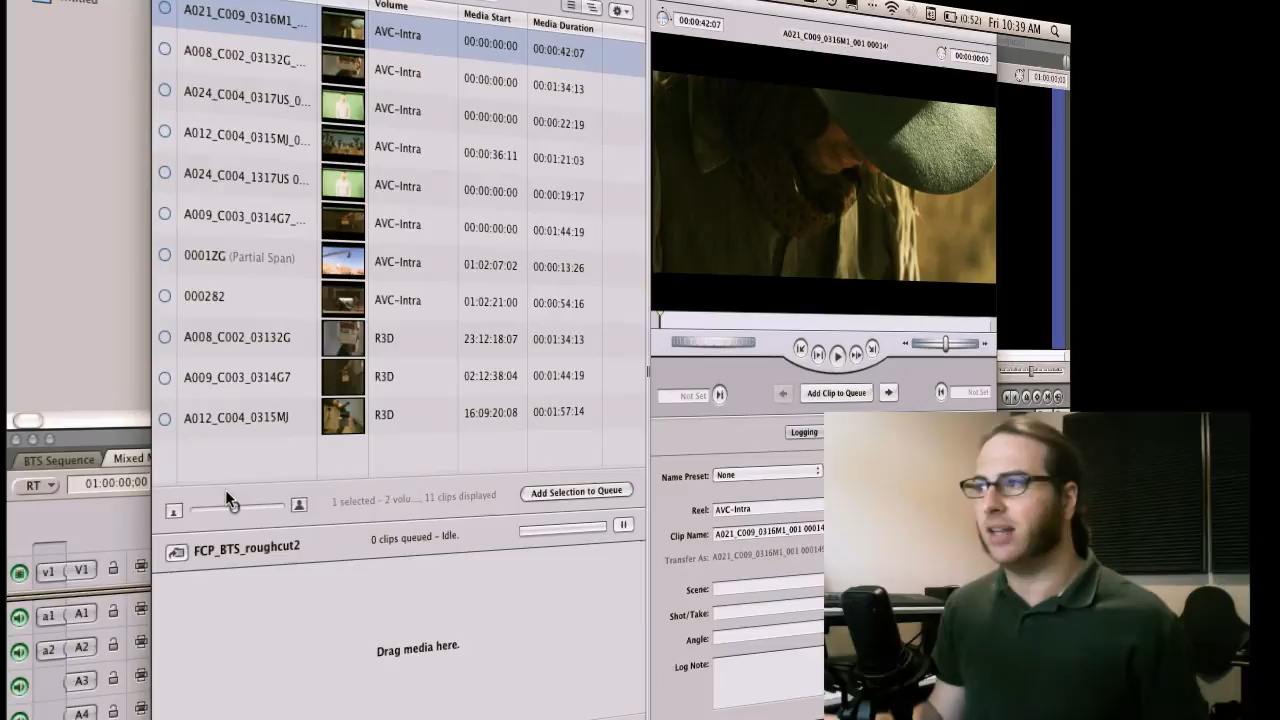 (0:52) Fri 10:39 AM
Volume Media Start Media Duration
A021_C009_0316M1_... AVC-Intra 00:00:00:00 00:00:42:07
A008_C002_03132G_... AVC-Intra 00:00:00:00 00:01:34:13
A024_C004_0317US_0... AVC-Intra 00:00:00:00 00:00:22:19
A012_C004_0315MJ_0... AVC-Intra 00:00:36:11 00:01:21:03
A024_C004_1317US 0... AVC-Intra 00:00:00:00 00:00:19:17
A009_C003_0314G7_... AVC-Intra 00:00:00:00 00:01:44:19
0001ZG (Partial Span) AVC-Intra 01:02:07:02 00:00:13:26
000282 AVC-Intra 01:02:21:00 00:00:54:16
A008_C002_03132G R3D 23:12:18:07 00:01:34:13
A009_C003_0314G7 R3D 02:12:38:04 00:01:44:19
A012_C004_0315MJ R3D 16:09:20:08 00:01:57:14
1 selected - 2 volu..., 11 clips displayed
Add Selection to Queue
FCP_BTS_roughcut2 0 clips queued - Idle.
Drag media here.
00:00:42:07 A021_C009_0316M1_001 00014 00:00:00:00
01:00:00:00
Not Set Add Clip to Queue Not Set
Logging
Name Preset: None
Reel: AVC-Intra
Clip Name: A021_C009_0316M1_001 0001
Transfer As: A021_C009_0316M1_001 00014
Scene:
Shot/Take:
Angle:
Log Note:
BTS Sequence Mixed M
RT 01:00:00;00
v1 V1
a1 A1
a2 A2
A3
A4